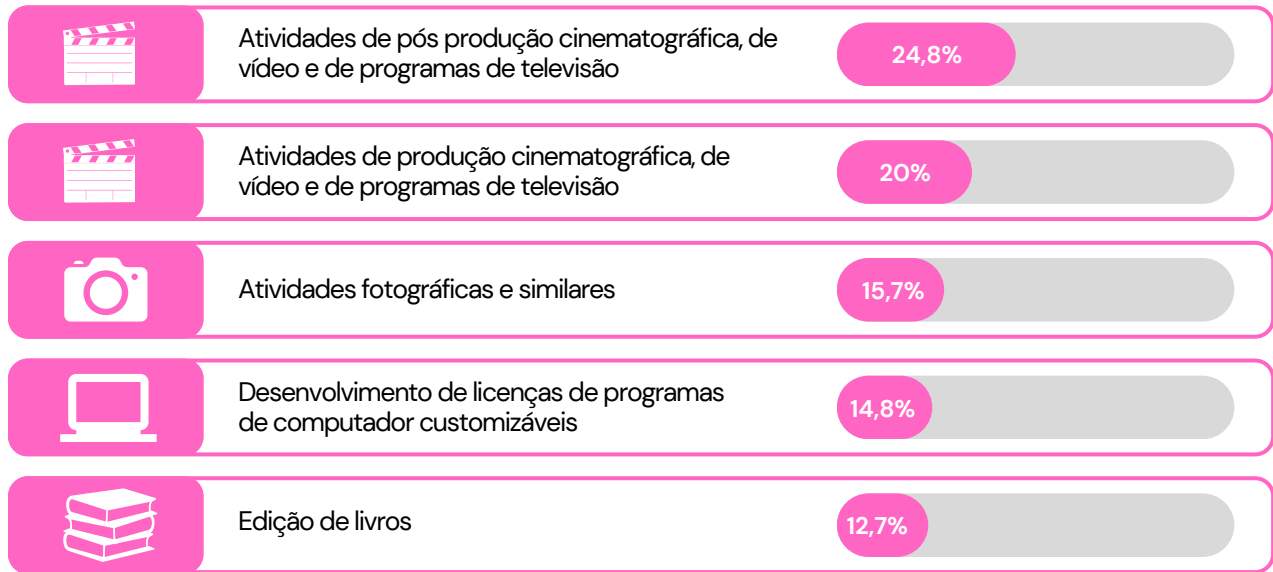 Atividades de pós produção cinematográfica, de
vídeo e de programas de televisão
24,8%
Atividades de produção cinematográfica, de
vídeo e de programas de televisão
20%
Atividades fotográficas e similares
15,7%
Desenvolvimento de licenças de programas
de computador customizáveis
14,8%
Edição de livros
12,7%